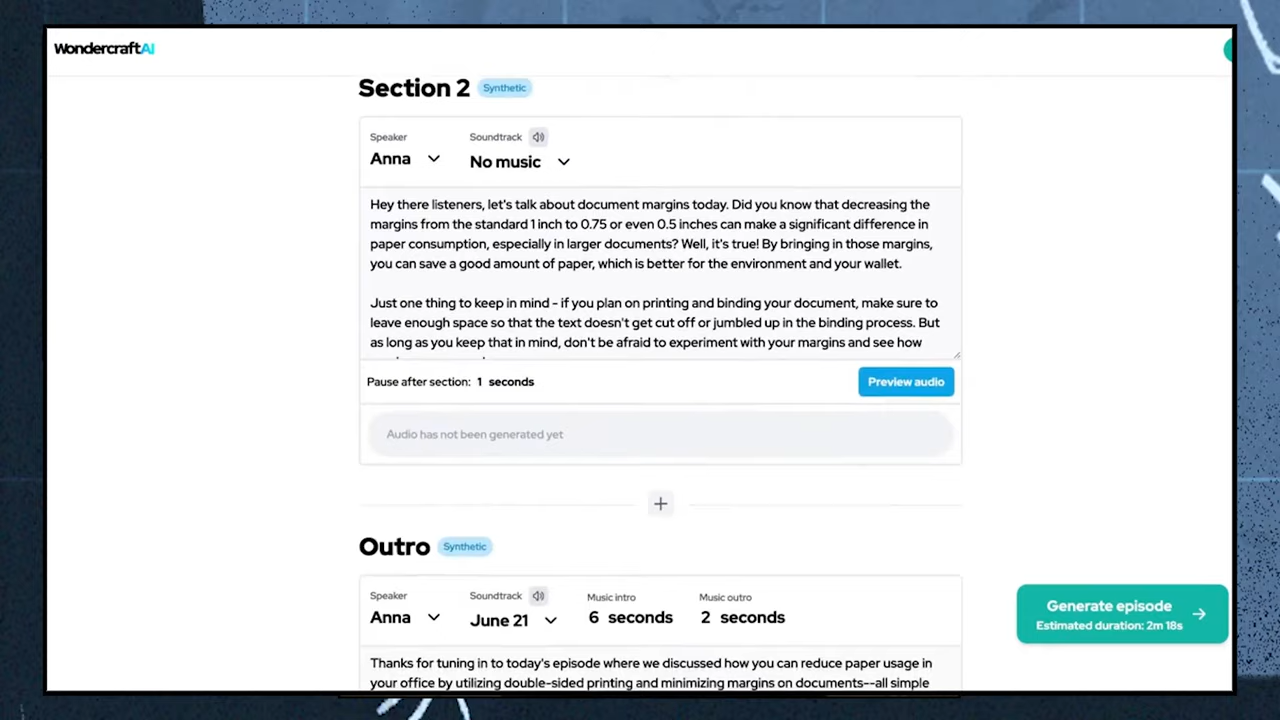 WondercraftAI
Section 2 Synthetic
Speaker
Soundtrack
Anna
No music
Hey there listeners, let's talk about document margins today. Did you know that decreasing the
margins from the standard 1 inch to 0.75 or even 0.5 inches can make a significant difference in
paper consumption, especially in larger documents? Well, it's true! By bringing in those margins,
you can save a good amount of paper, which is better for the environment and your wallet.
Just one thing to keep in mind - if you plan on printing and binding your document, make sure to
leave enough space so that the text doesn't get cut off or jumbled up in the binding process. But
as long as you keep that in mind, don't be afraid to experiment with your margins and see how
Pause after section: 1 seconds
Preview audio
Audio has not been generated yet
+
Outro Synthetic
Speaker
Soundtrack
Music intro
Music outro
Anna
June 21
6 seconds
2 seconds
Generate episode
Estimated duration: 2m 18s
Thanks for tuning in to today's episode where we discussed how you can reduce paper usage in
your office by utilizing double-sided printing and minimizing margins on documents--all simple